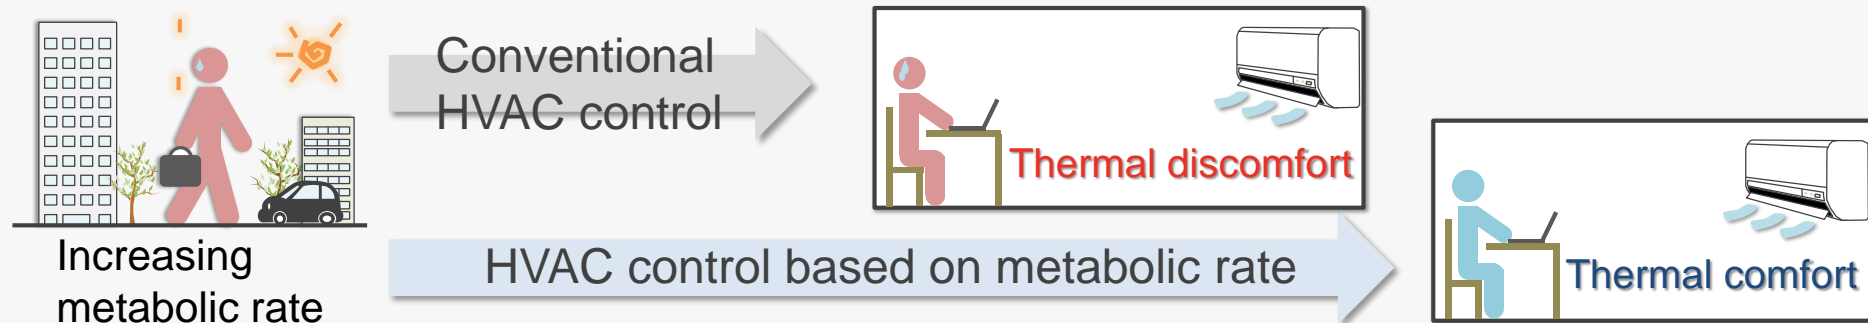 Conventional
HVAC control
Thermal discomfort
Increasing
metabolic rate
HVAC control based on metabolic rate
Thermal comfort